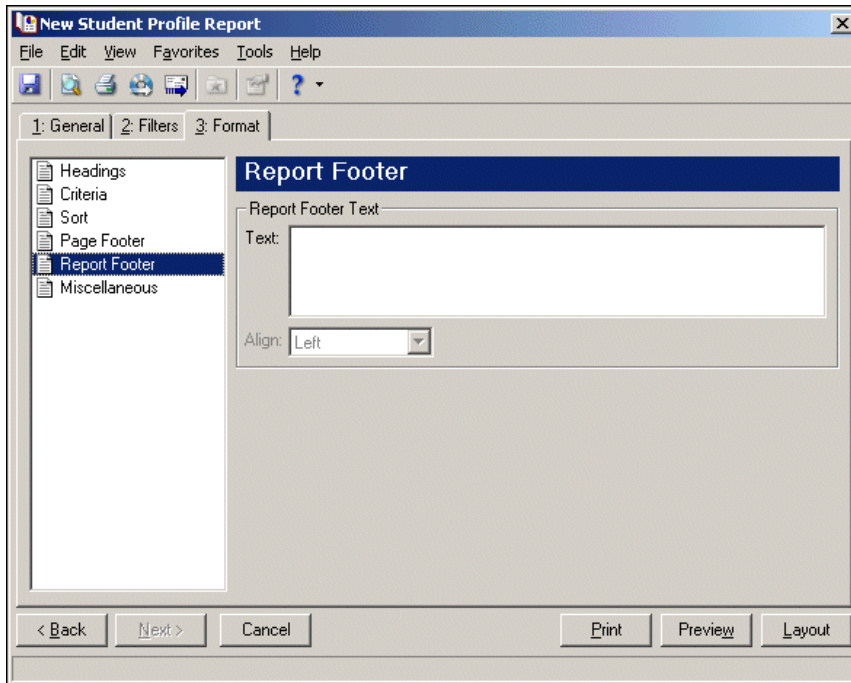 New Student Profile Report
File Edit View Favorites Tools Help
?
1: General 2: Filters 3: Format
Headings
Criteria
Sort
Page Footer
Report Footer
Miscellaneous
Report Footer
Report Footer Text
Text:
Align: Left
< Back Next > Cancel Print Preview Layout